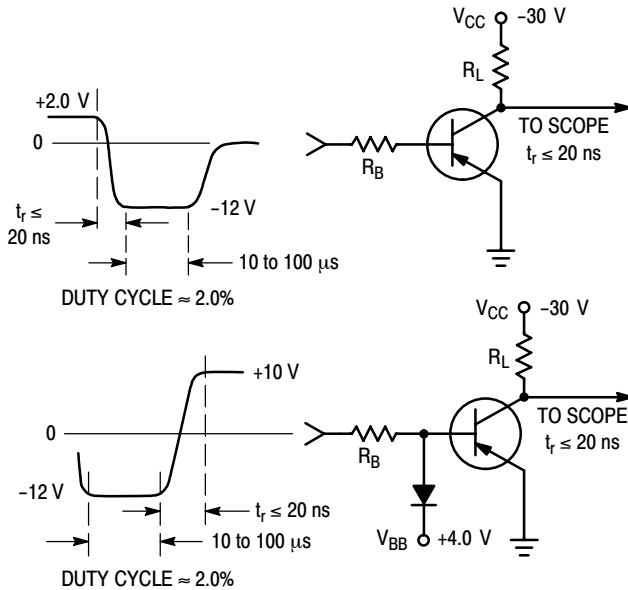 V_CC -30 V
R_L
+2.0 V
0
TO SCOPE
t_r ≤ 20 ns
R_B
t_r ≤
20 ns
-12 V
10 to 100 μs
DUTY CYCLE ≈ 2.0%
V_CC -30 V
R_L
+10 V
0
TO SCOPE
t_r ≤ 20 ns
R_B
-12 V
t_r ≤ 20 ns
10 to 100 μs
V_BB +4.0 V
DUTY CYCLE ≈ 2.0%